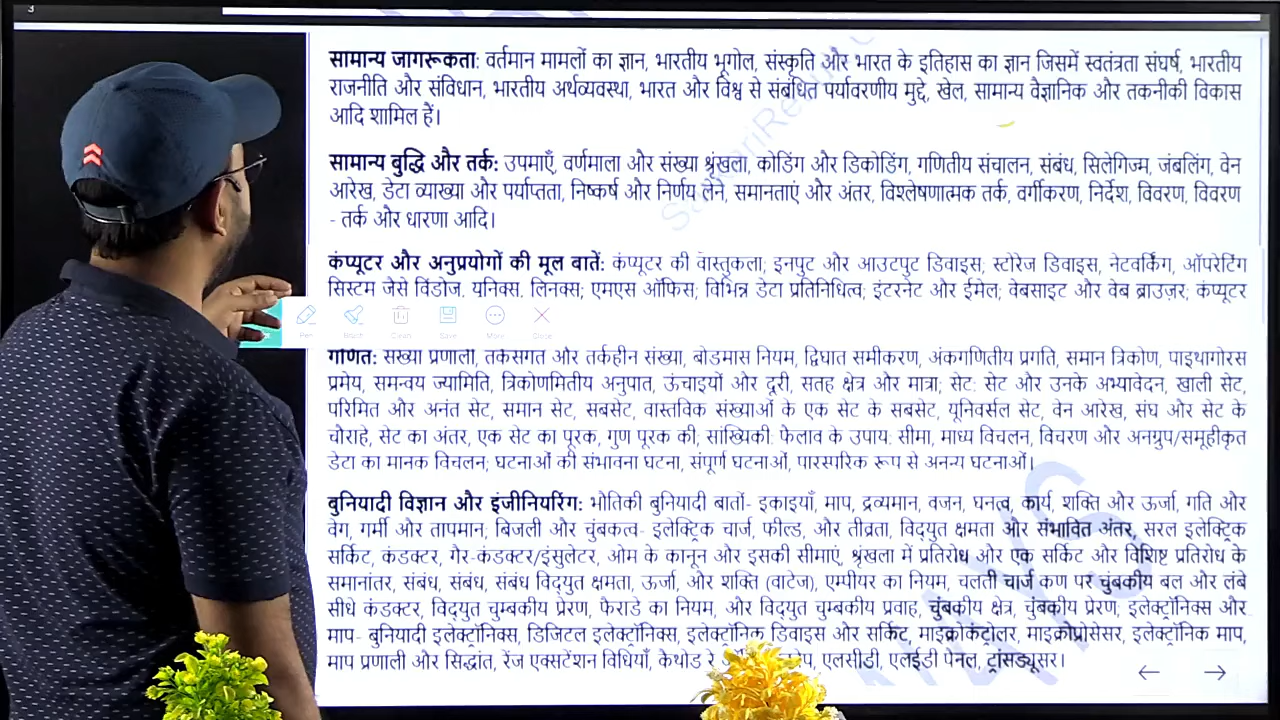 3
सामान्य जागरूकता: वर्तमान मामलों का ज्ञान, भारतीय भूगोल, संस्कृति और भारत के इतिहास का ज्ञान जिसमें स्वतंत्रता संघर्ष, भारतीय
राजनीति और संविधान, भारतीय अर्थव्यवस्था, भारत और विश्व से संबंधित पर्यावरणीय मुद्दे, खेल, सामान्य वैज्ञानिक और तकनीकी विकास
आदि शामिल हैं।
सामान्य बुद्धि और तर्क: उपमाएँ, वर्णमाला और संख्या श्रृंखला, कोडिंग और डिकोडिंग, गणितीय संचालन, संबंध, सिलेगिज्म, जंबलिंग, वेन
आरेख, डेटा व्याख्या और पर्याप्तता, निष्कर्ष और निर्णय लेने, समानताएं और अंतर, विश्लेषणात्मक तर्क, वर्गीकरण, निर्देश, विवरण, विवरण
- तर्क और धारणा आदि।
कंप्यूटर और अनुप्रयोगों की मूल बातें: कंप्यूटर की वास्तुकला; इनपुट और आउटपुट डिवाइस; स्टोरेज डिवाइस, नेटवर्किंग, ऑपरेटिंग
सिस्टम जैसे विंडोज, यूनिक्स, लिनक्स; एमएस ऑफिस; विभिन्न डेटा प्रतिनिधित्व; इंटरनेट और ईमेल; वेबसाइट और वेब ब्राउज़र; कंप्यूटर
Pen Brush Clean Save More Close
गणित: संख्या प्रणाली, तर्कसंगत और तर्कहीन संख्या, बोडमास नियम, द्विघात समीकरण, अंकगणितीय प्रगति, समान त्रिकोण, पाइथागोरस
प्रमेय, समन्वय ज्यामिति, त्रिकोणमितीय अनुपात, ऊंचाइयों और दूरी, सतह क्षेत्र और मात्रा; सेट: सेट और उनके अभ्यावेदन, खाली सेट,
परिमित और अनंत सेट, समान सेट, सबसेट, वास्तविक संख्याओं के एक सेट के सबसेट, यूनिवर्सल सेट, वेन आरेख, संघ और सेट के
चौराहे, सेट का अंतर, एक सेट का पूरक, गुण पूरक की, सांख्यिकी: फैलाव के उपाय: सीमा, माध्य विचलन, विचरण और अनग्रुप/समूहीकृत
डेटा का मानक विचलन; घटनाओं की संभावना घटना, संपूर्ण घटनाओं, पारस्परिक रूप से अनन्य घटनाओं।
बुनियादी विज्ञान और इंजीनियरिंग: भौतिकी बुनियादी बातों- इकाइयाँ, माप, द्रव्यमान, वजन, घनत्व, कार्य, शक्ति और ऊर्जा, गति और
वेग, गर्मी और तापमान; बिजली और चुंबकत्व- इलेक्ट्रिक चार्ज, फील्ड, और तीव्रता, विद्युत क्षमता और संभावित अंतर, सरल इलेक्ट्रिक
सर्किट, कंडक्टर, गैर-कंडक्टर/इंसुलेटर, ओम के कानून और इसकी सीमाएं, श्रृंखला में प्रतिरोध और एक सर्किट और विशिष्ट प्रतिरोध के
समानांतर, संबंध, संबंध, संबंध विद्युत क्षमता, ऊर्जा, और शक्ति (वाटेज), एम्पीयर का नियम, चलती चार्ज कण पर चुंबकीय बल और लंबे
सीधे कंडक्टर, विद्युत चुम्बकीय प्रेरण, फैराडे का नियम, और विद्युत चुम्बकीय प्रवाह, चुंबकीय क्षेत्र, चुंबकीय प्रेरण, इलेक्ट्रॉनिक्स और
माप- बुनियादी इलेक्ट्रॉनिक्स, डिजिटल इलेक्ट्रॉनिक्स, इलेक्ट्रॉनिक डिवाइस और सर्किट, माइक्रोकंट्रोलर, माइक्रोप्रोसेसर, इलेक्ट्रॉनिक माप,
माप प्रणाली और सिद्धांत, रेंज एक्सटेंशन विधियाँ, कैथोड रे एलसीडी, एलईडी पैनल, ट्रांसड्यूसर।